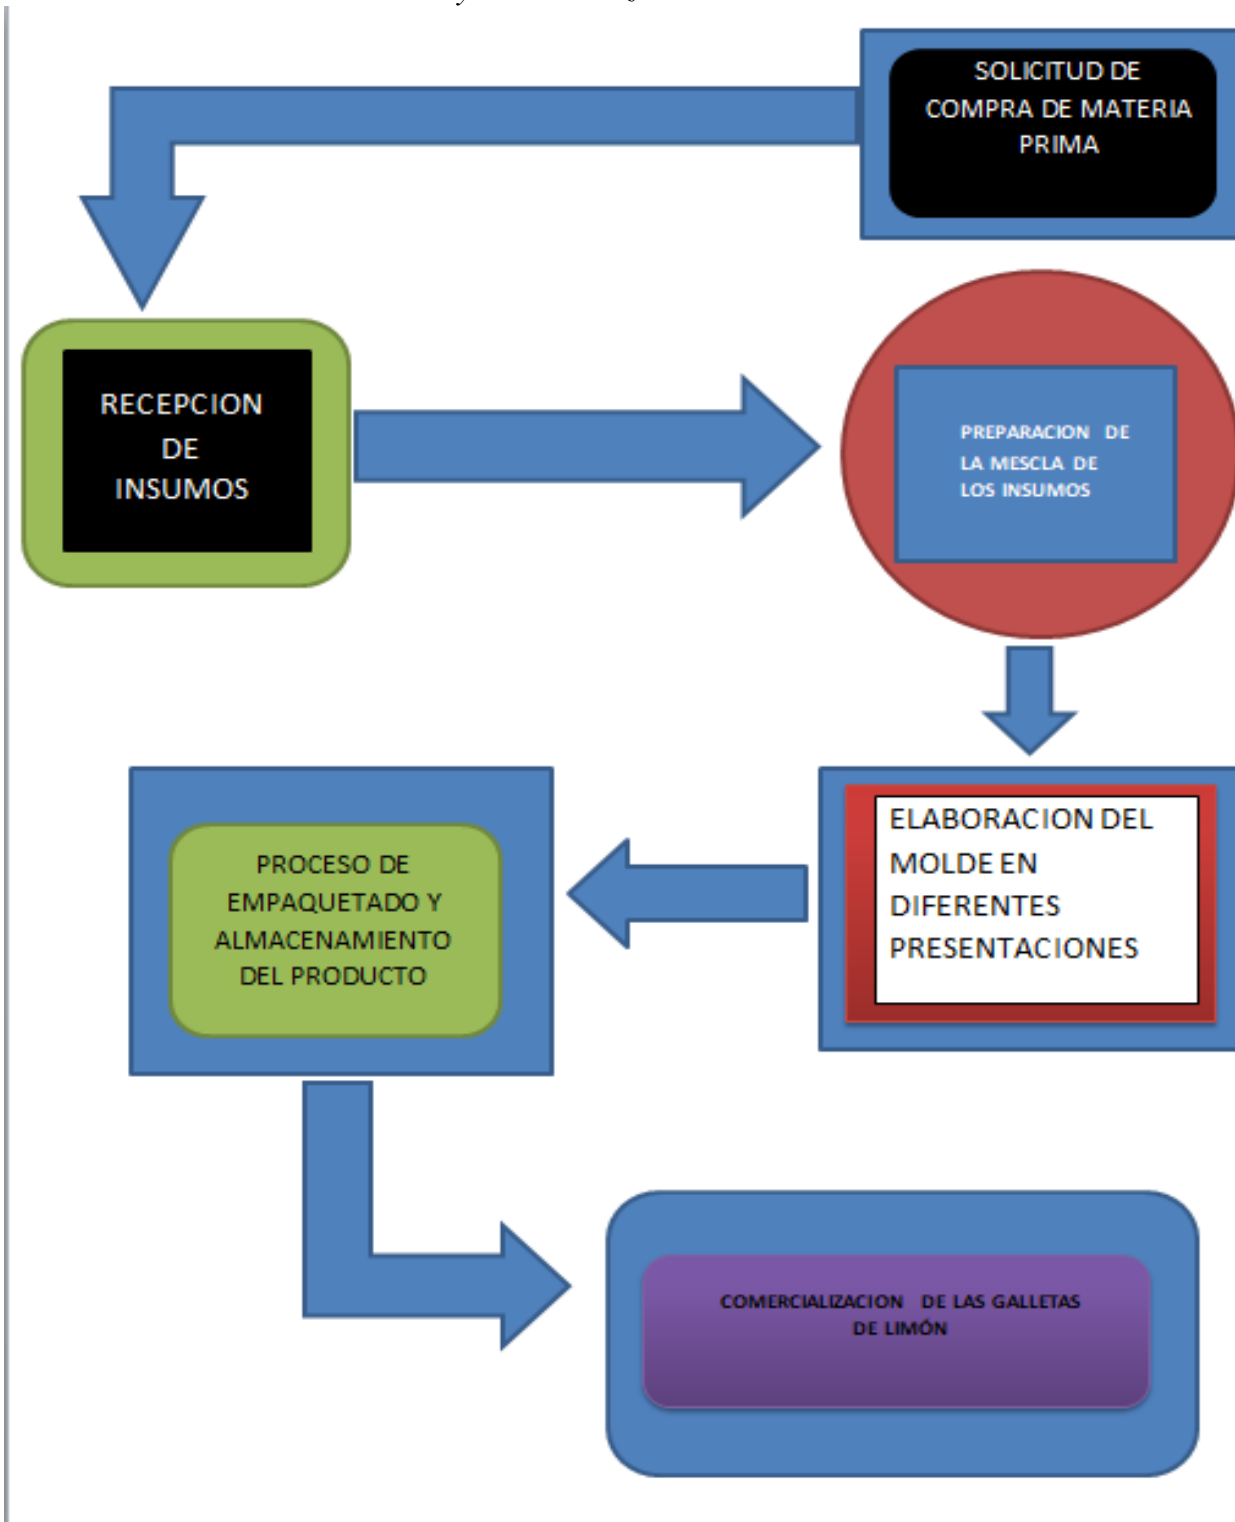 SOLICITUD DE
COMPRA DE MATERIA
PRIMA
RECEPCION
DE
INSUMOS
PREPARACION DE
LA MESCLA DE
LOS INSUMOS
ELABORACION DEL
MOLDE EN
DIFERENTES
PRESENTACIONES
PROCESO DE
EMPAQUETADO Y
ALMACENAMIENTO
DEL PRODUCTO
COMERCIALIZACION DE LAS GALLETAS
DE LIMÓN